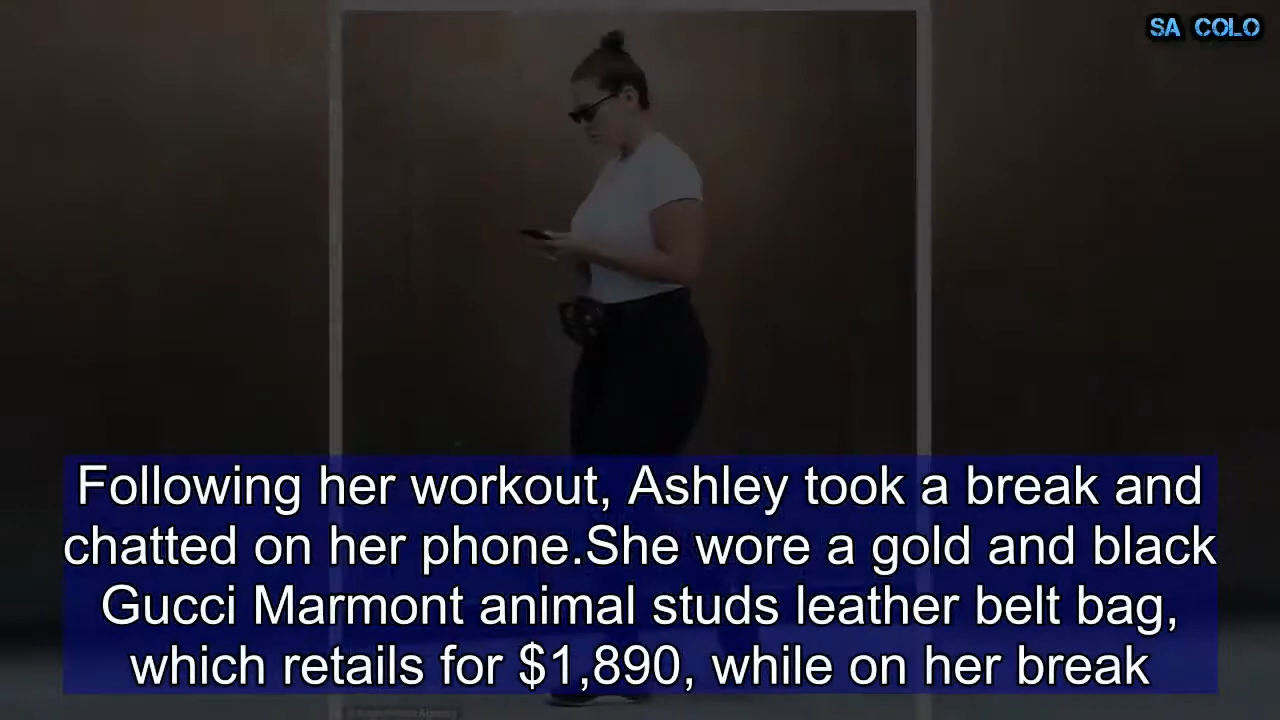 SA COLO
Following her workout, Ashley took a break and
chatted on her phone.She wore a gold and black
Gucci Marmont animal studs leather belt bag,
which retails for $1,890, while on her break